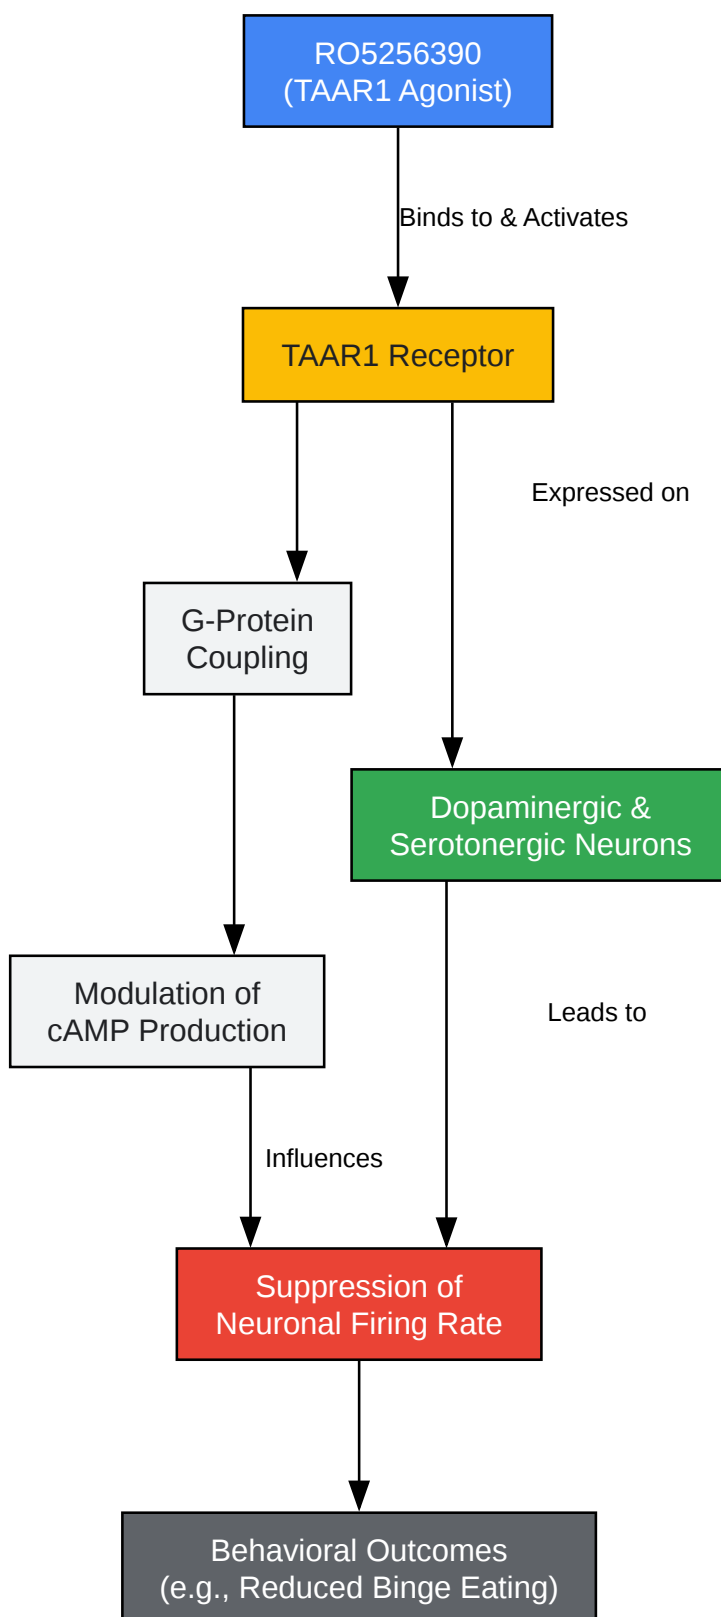 RO5256390
(TAAR1 Agonist)
Binds to & Activates
TAAR1 Receptor
Expressed on
G-Protein
Coupling
Dopaminergic &
Serotonergic Neurons
Modulation of
cAMP Production
Leads to
Influences
Suppression of
Neuronal Firing Rate
Behavioral Outcomes
(e.g., Reduced Binge Eating)